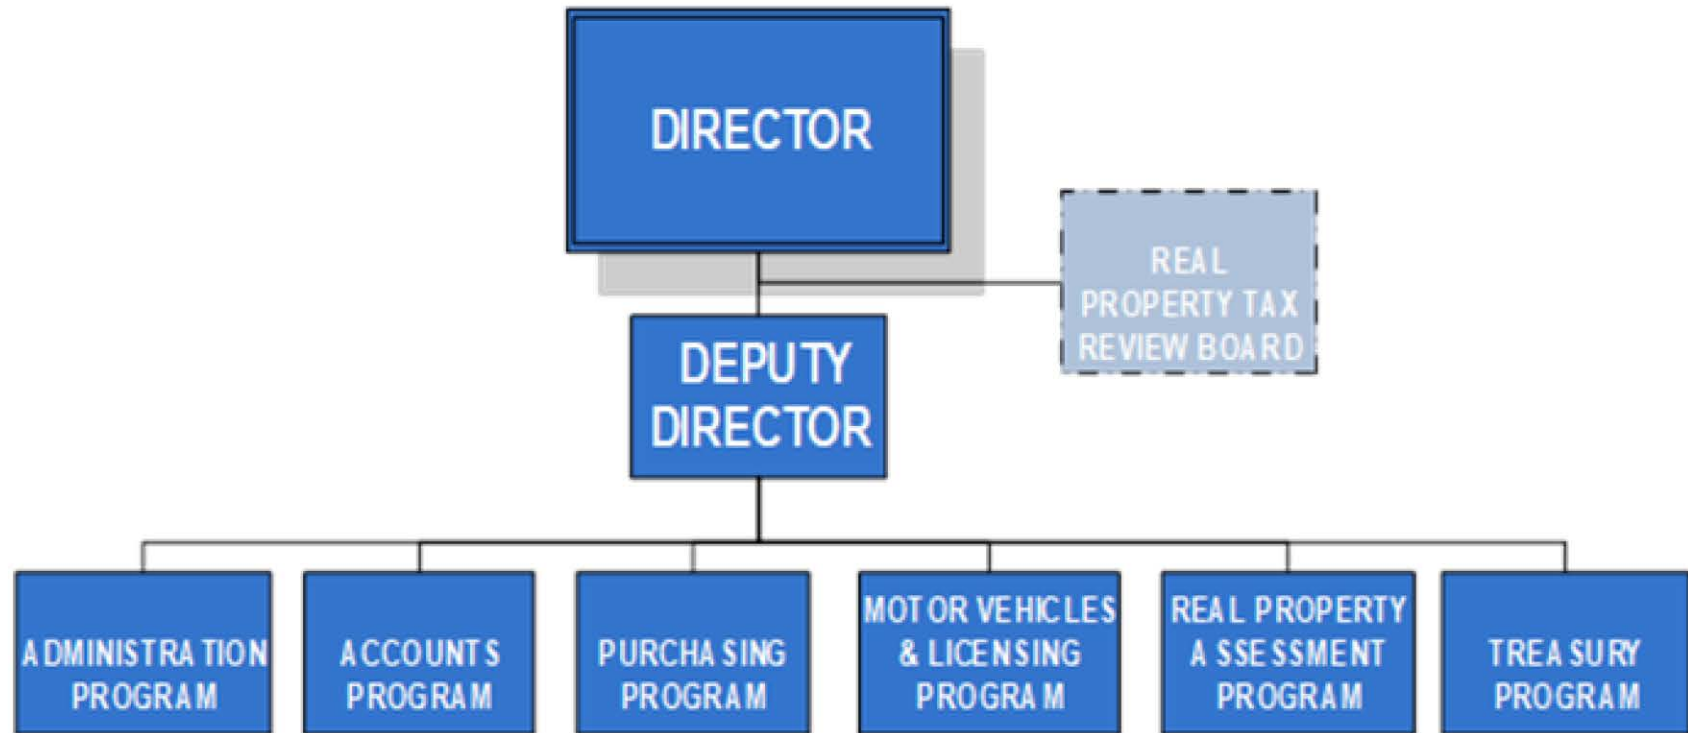 DIRECTOR
REAL
PROPERTY TAX
REVIEW BOARD
DEPUTY
DIRECTOR
ADMINISTRATION
PROGRAM
ACCOUNTS
PROGRAM
PURCHASING
PROGRAM
MOTOR VEHICLES
& LICENSING
PROGRAM
REAL PROPERTY
ASSESSMENT
PROGRAM
TREASURY
PROGRAM